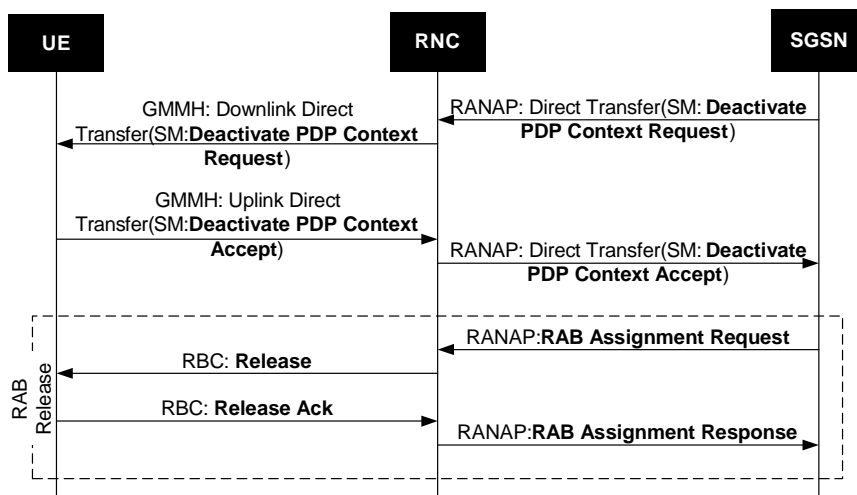 UE
RNC
SGSN
GMMH: Downlink Direct
Transfer(SM:Deactivate PDP Context
Request)
RANAP: Direct Transfer(SM: Deactivate
PDP Context Request)
GMMH: Uplink Direct
Transfer(SM:Deactivate PDP Context
Accept)
RANAP: Direct Transfer(SM: Deactivate
PDP Context Accept)
RAB
Release
RANAP:RAB Assignment Request
RBC: Release
RBC: Release Ack
RANAP:RAB Assignment Response